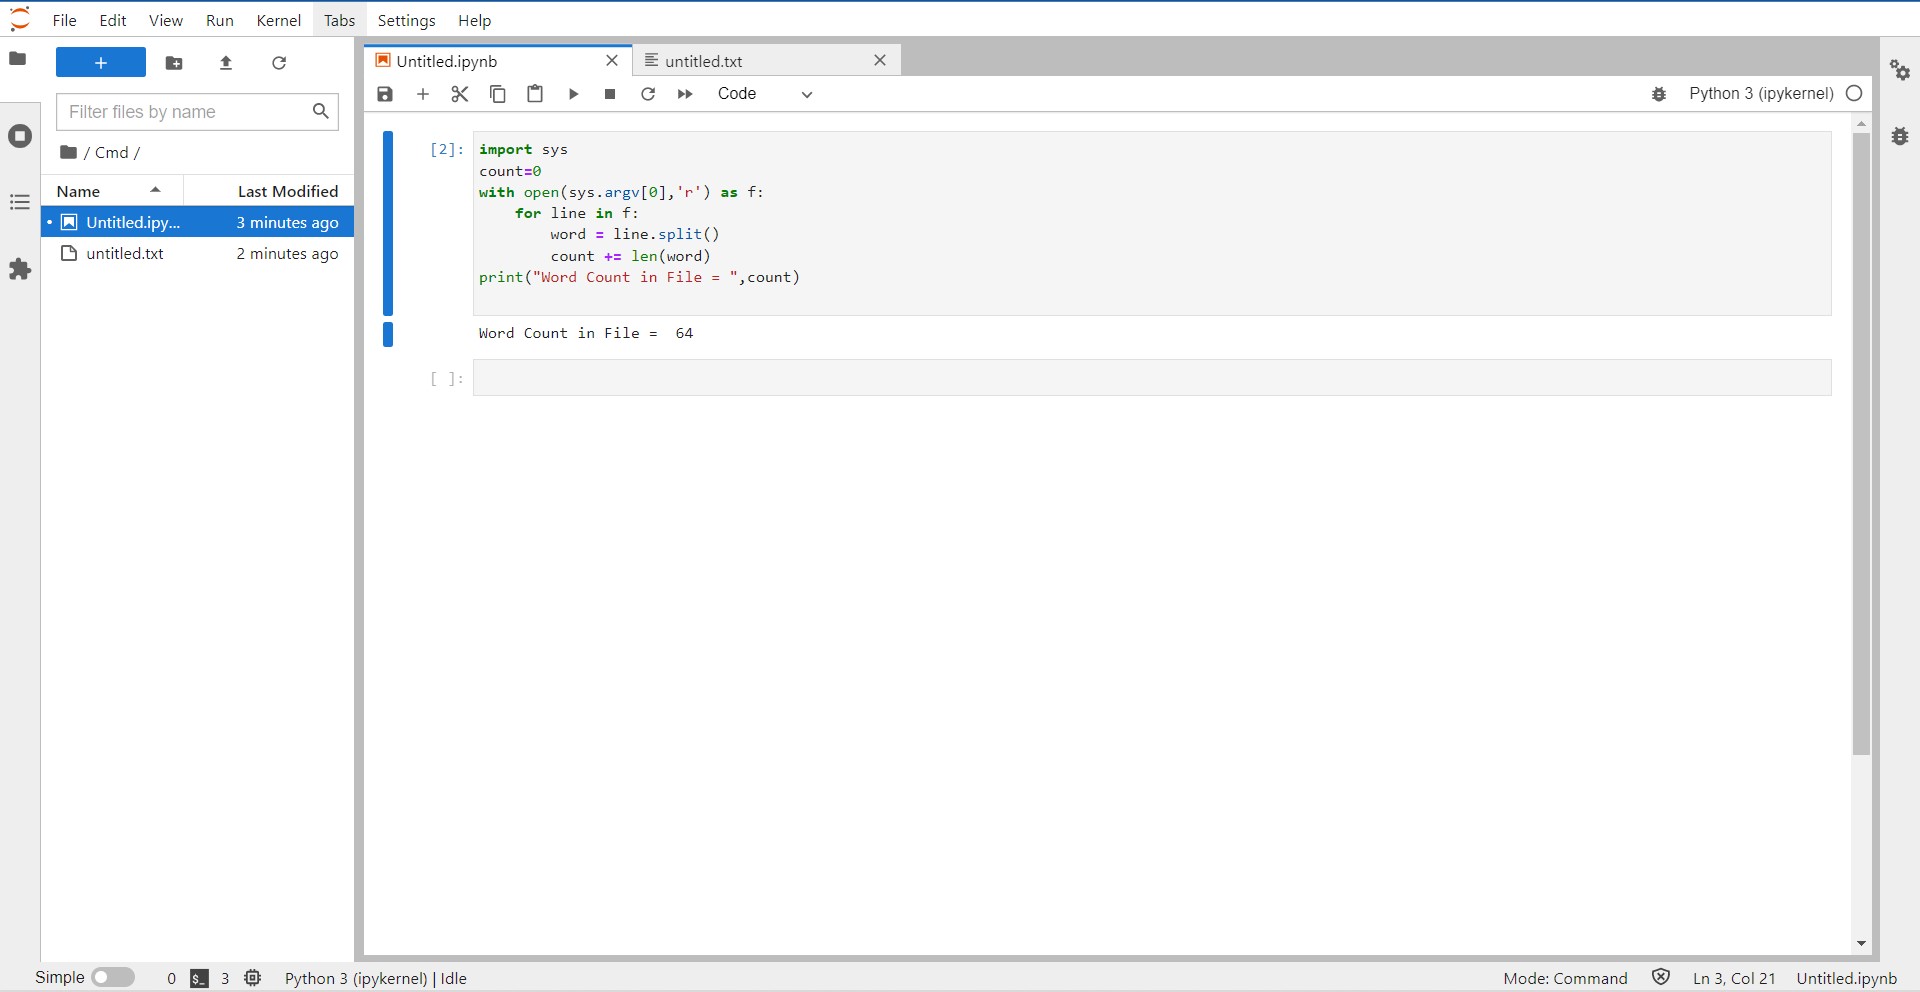 File Edit View Run Kernel Tabs Settings Help
Filter files by name
/ Cmd /
Name Last Modified
Untitled.ipy... 3 minutes ago
untitled.txt 2 minutes ago
Untitled.ipynb untitled.txt
Code Python 3 (ipykernel)
[2]: import sys
count=0
with open(sys.argv[0],'r') as f:
    for line in f:
        word = line.split()
        count += len(word)
print("Word Count in File = ",count)
Word Count in File =  64
[ ]:
Simple 0 $_ 3 Python 3 (ipykernel) | Idle Mode: Command Ln 3, Col 21 Untitled.ipynb